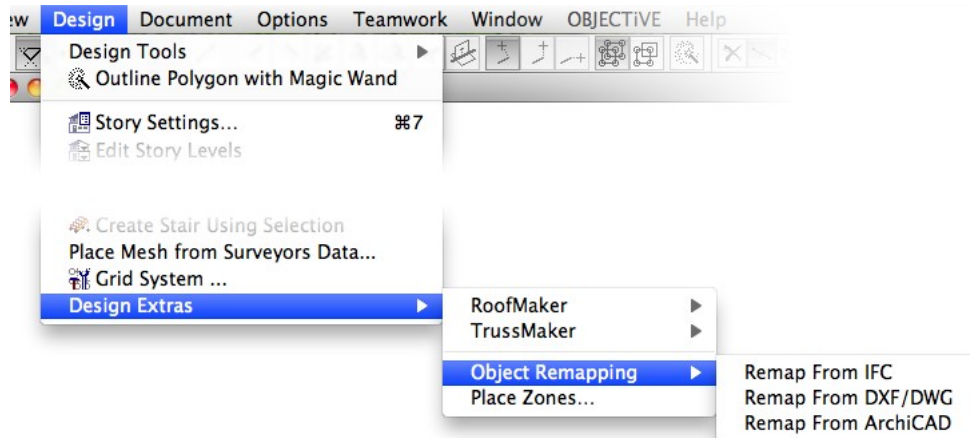 ew Design Document Options Teamwork Window OBJECTiVE Help
Design Tools
Outline Polygon with Magic Wand
Story Settings... ⌘7
Edit Story Levels
Create Stair Using Selection
Place Mesh from Surveyors Data...
Grid System ...
Design Extras
RoofMaker
TrussMaker
Object Remapping
Place Zones...
Remap From IFC
Remap From DXF/DWG
Remap From ArchiCAD